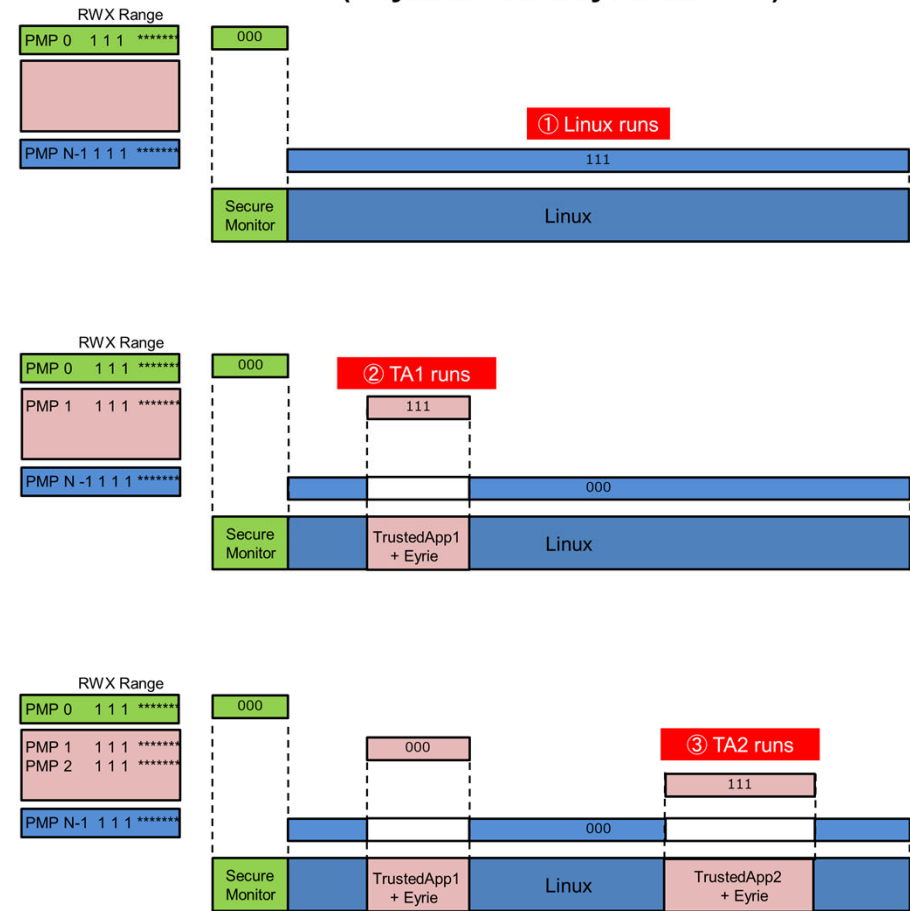 RWX Range
PMP 0 1 1 1 *******
000
① Linux runs
PMP N-1 1 1 1 *******
111
Secure
Monitor
Linux
RWX Range
PMP 0 1 1 1 *******
000
② TA1 runs
PMP 1 1 1 1 *******
111
PMP N -1 1 1 1 *******
000
Secure
Monitor
TrustedApp1
+ Eyrie
Linux
RWX Range
PMP 0 1 1 1 *******
000
PMP 1 1 1 1 *******
PMP 2 1 1 1 *******
000
③ TA2 runs
111
PMP N-1 1 1 1 *******
000
Secure
Monitor
TrustedApp1
+ Eyrie
Linux
TrustedApp2
+ Eyrie